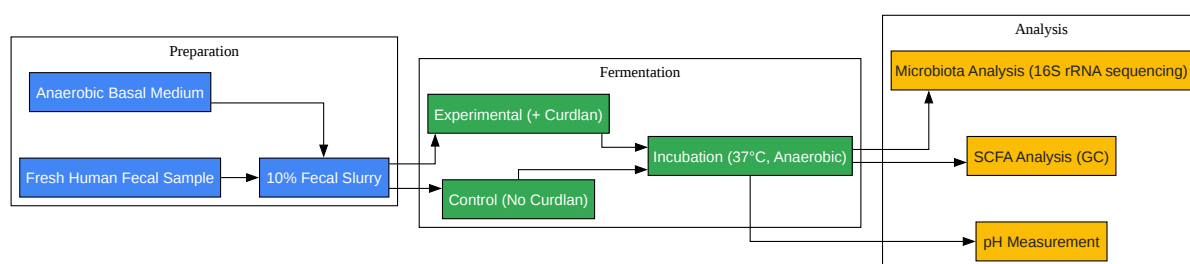 Preparation
Anaerobic Basal Medium
Fresh Human Fecal Sample
10% Fecal Slurry
Fermentation
Experimental (+ Curdlan)
Control (No Curdlan)
Incubation (37°C, Anaerobic)
Analysis
Microbiota Analysis (16S rRNA sequencing)
SCFA Analysis (GC)
pH Measurement